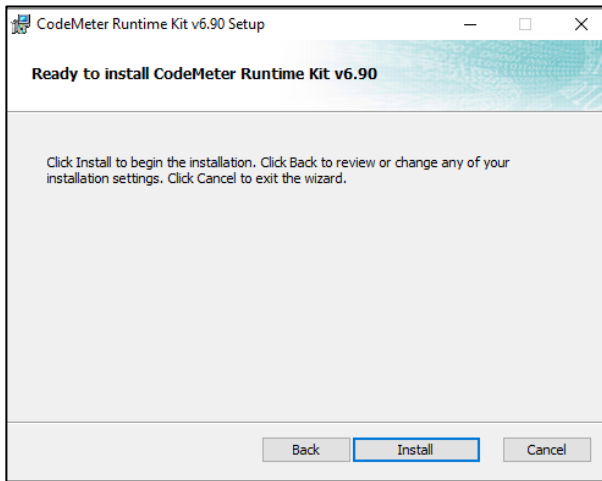 CodeMeter Runtime Kit v6.90 Setup
Ready to install CodeMeter Runtime Kit v6.90
Click Install to begin the installation. Click Back to review or change any of your
installation settings. Click Cancel to exit the wizard.
Back Install Cancel